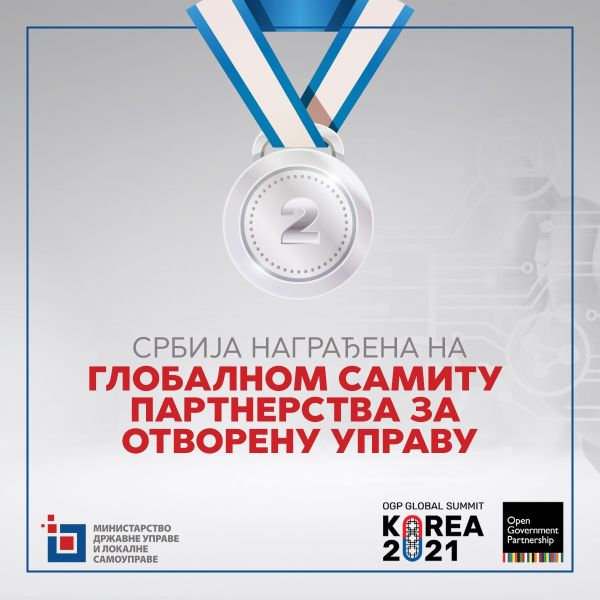 2
СРБИЈА НАГРАЂЕНА НА
ГЛОБАЛНОМ САМИТУ
ПАРТНЕРСТВА ЗА
ОТВОРЕНУ УПРАВУ
МИНИСТАРСТВО
ДРЖАВНЕ УПРАВЕ
И ЛОКАЛНЕ
САМОУПРАВЕ
OGP GLOBAL SUMMIT
KOREA
2021
Open
Government
Partnership